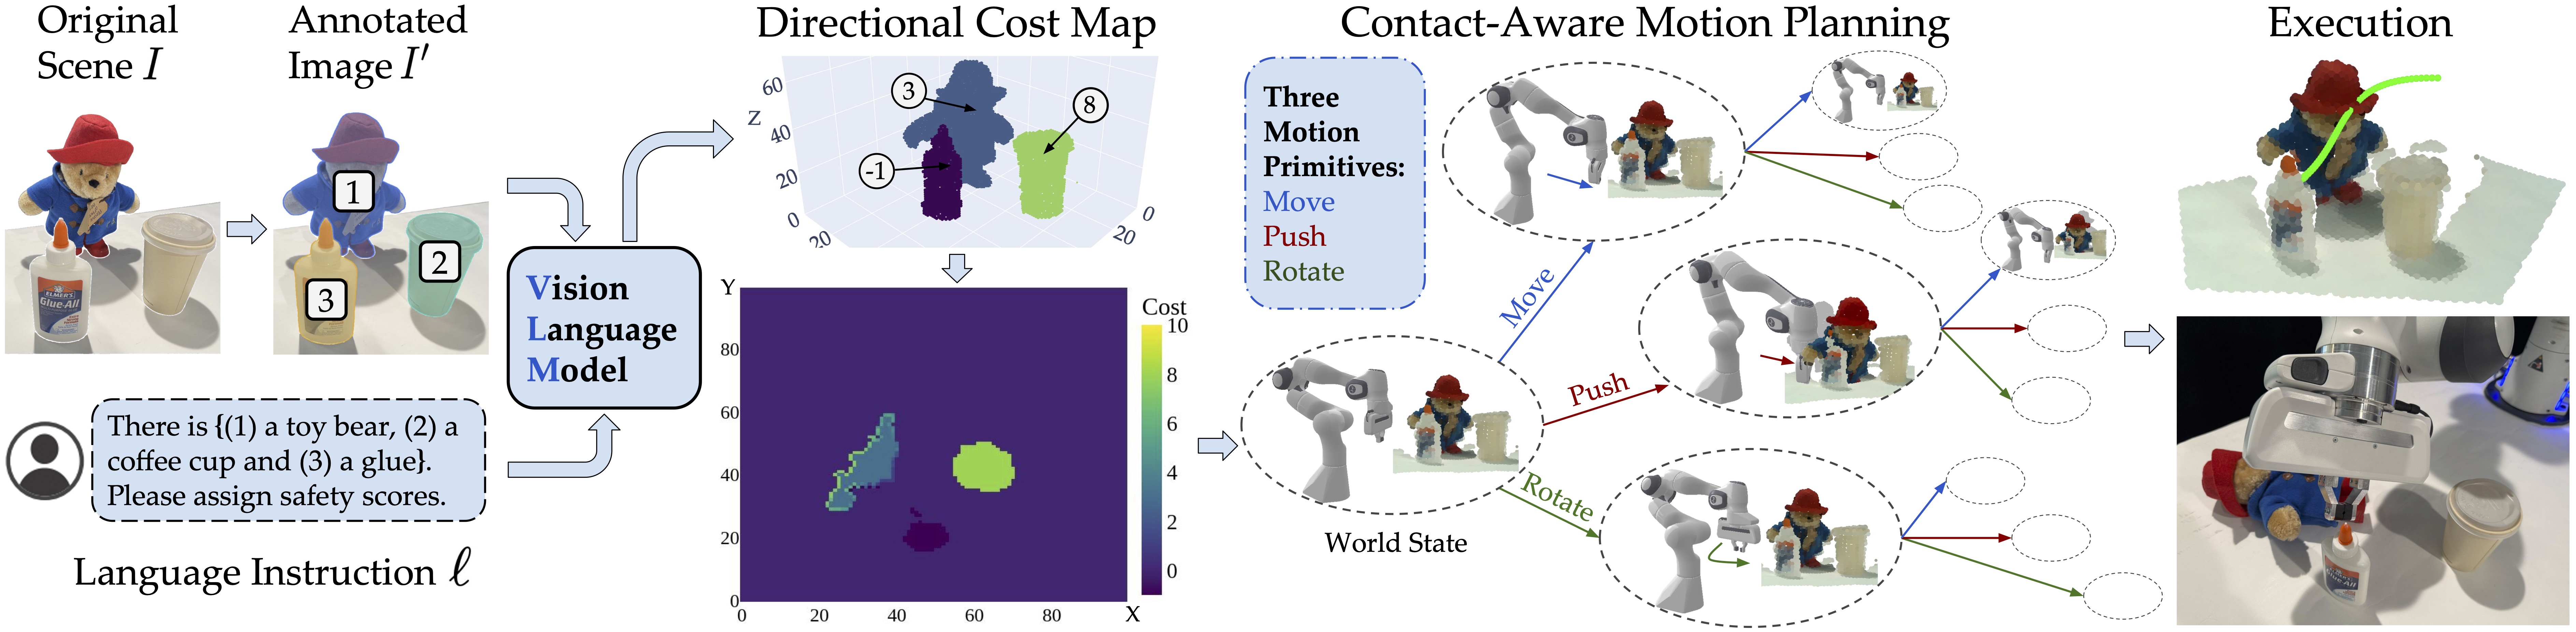 Original
Scene I
Annotated
Image I′
1
2
3
ELMER'S
Glue-All
There is {(1) a toy bear, (2) a
coffee cup and (3) a glue}.
Please assign safety scores.
Language Instruction ℓ
Vision
Language
Model
Directional Cost Map
3
8
-1
Z
60
40
20
0
20
20
0
Y
80
60
40
20
0
0
20
40
60
80
X
Cost
10
8
6
4
2
0
Contact-Aware Motion Planning
Three
Motion
Primitives:
Move
Push
Rotate
Move
Push
Rotate
World State
Execution
Glue-All